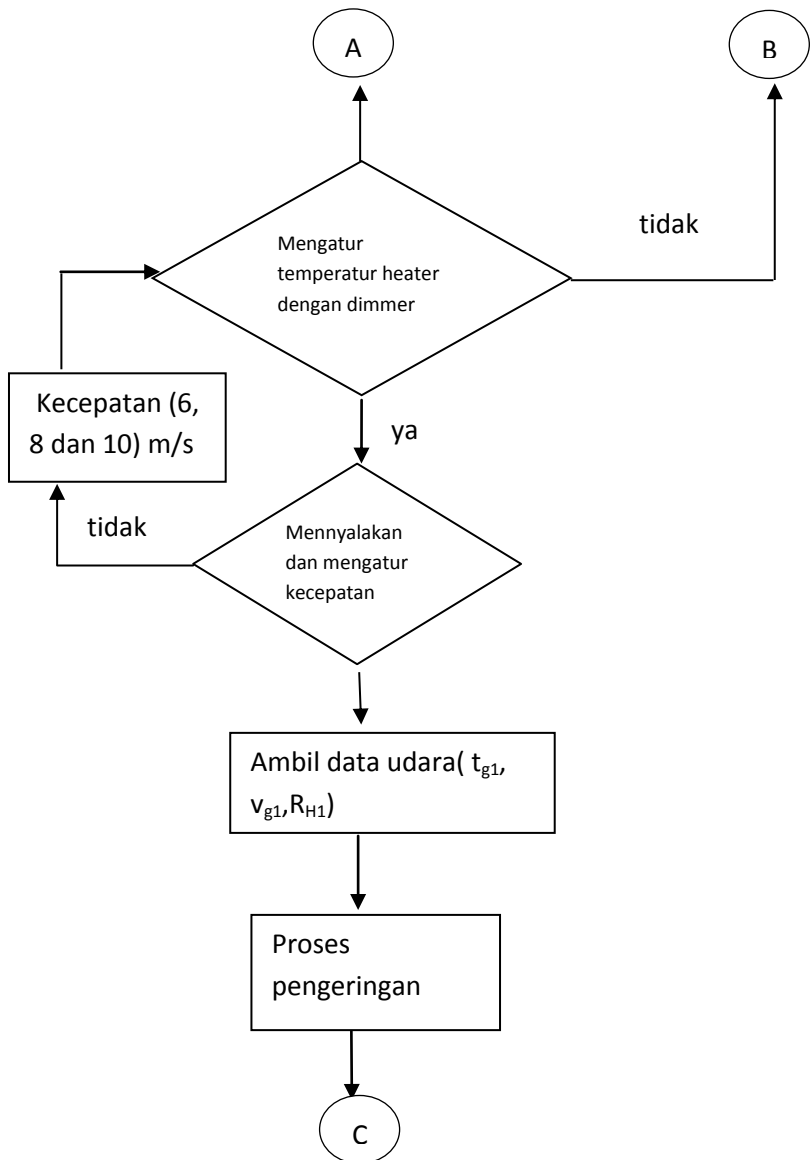 A
B
Mengatur
temperatur heater
dengan dimmer
tidak
Kecepatan (6,
8 dan 10) m/s
ya
tidak
Mennyalakan
dan mengatur
kecepatan
Ambil data udara( tg1,
vg1,RH1)
Proses
pengeringan
C